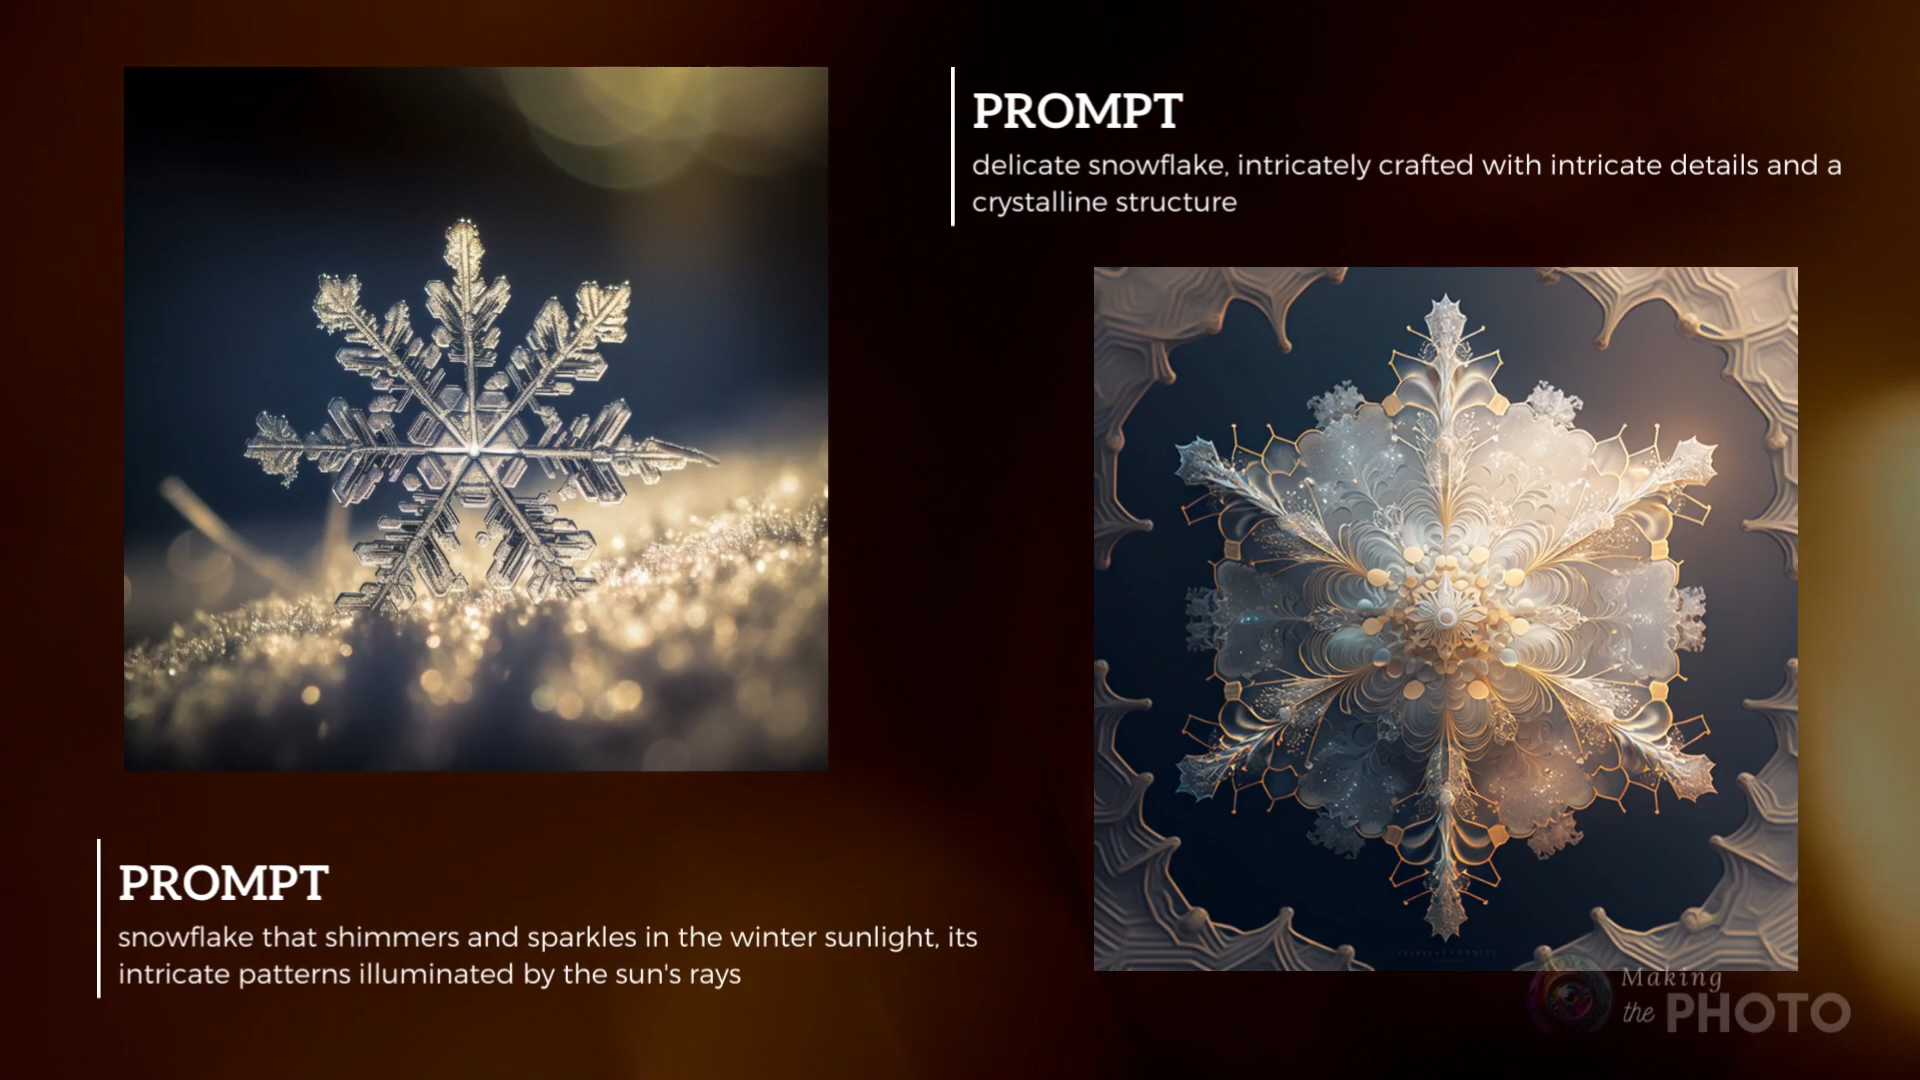 PROMPT
delicate snowflake, intricately crafted with intricate details and a
crystalline structure
PROMPT
snowflake that shimmers and sparkles in the winter sunlight, its
intricate patterns illuminated by the sun's rays
Making
the PHOTO